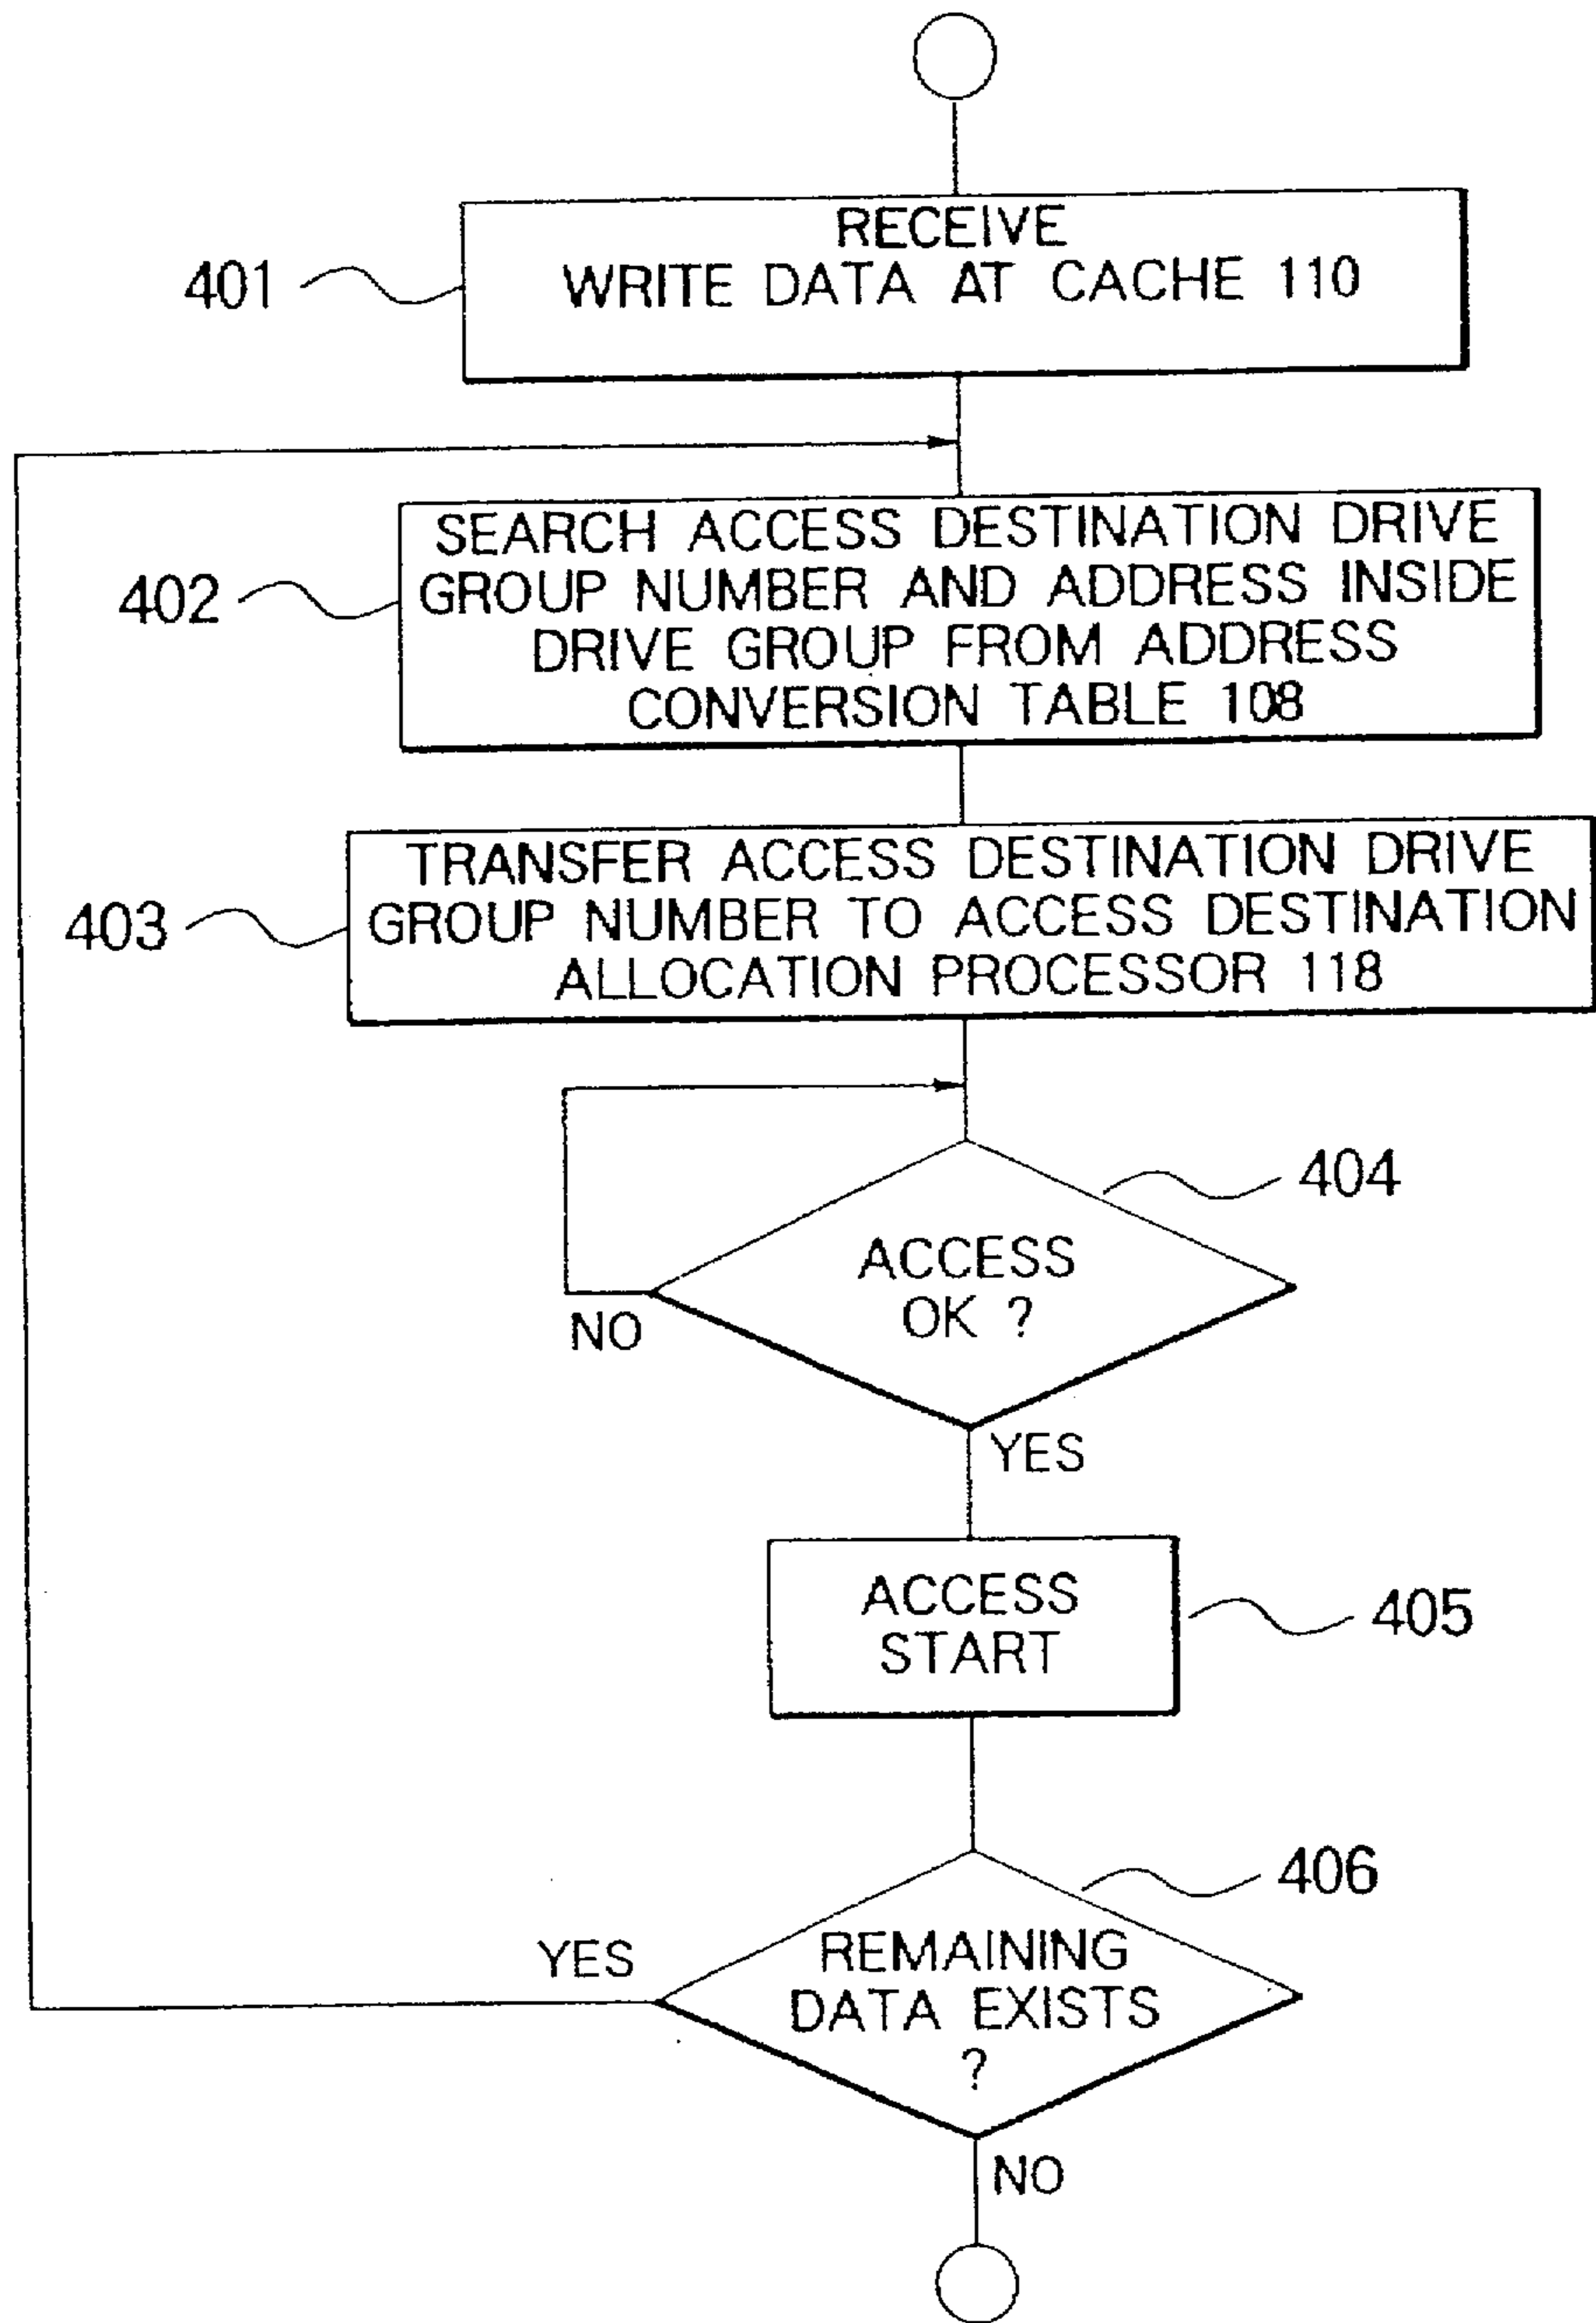 RECEIVE
WRITE DATA AT CACHE 110
401
SEARCH ACCESS DESTINATION DRIVE
GROUP NUMBER AND ADDRESS INSIDE
DRIVE GROUP FROM ADDRESS
CONVERSION TABLE 108
402
TRANSFER ACCESS DESTINATION DRIVE
GROUP NUMBER TO ACCESS DESTINATION
ALLOCATION PROCESSOR 118
403
404
ACCESS
OK ?
NO
YES
ACCESS
START
405
406
YES
REMAINING
DATA EXISTS
?
NO